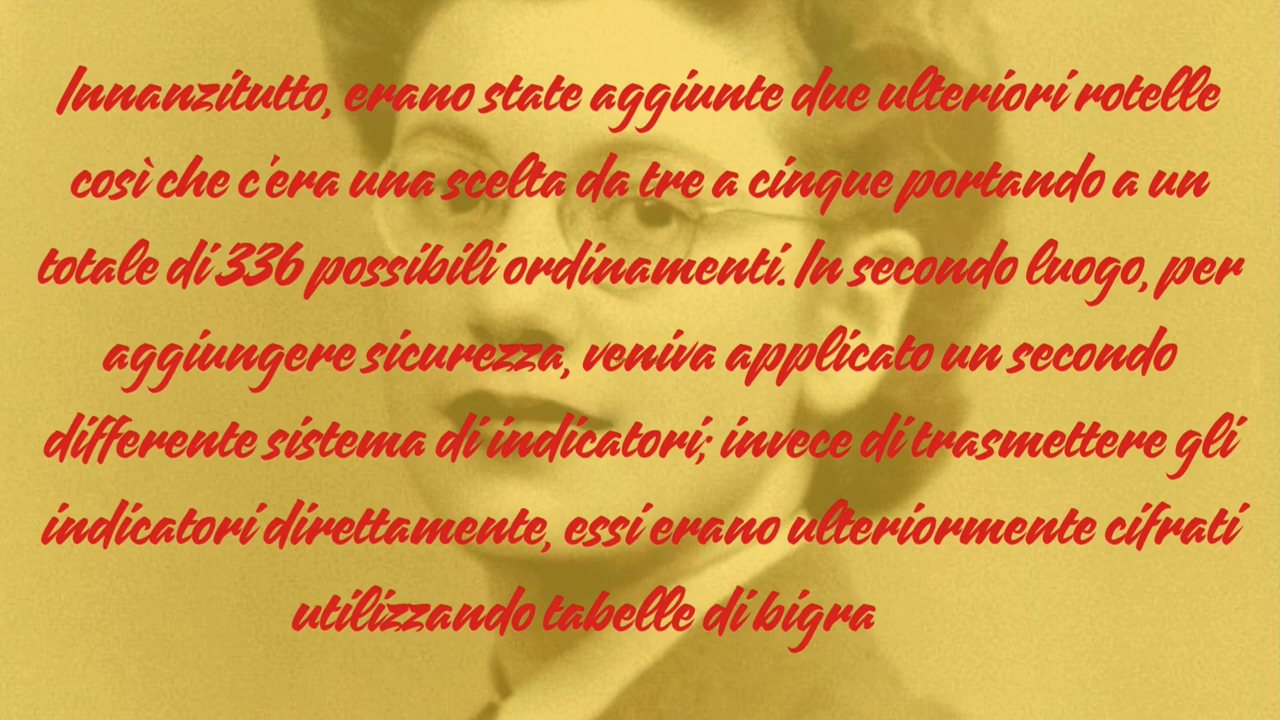 Innanzitutto, erano state aggiunte due ulteriori rotelle
così che c'era una scelta da tre a cinque portando a un
totale di 336 possibili ordinamenti. In secondo luogo, per
aggiungere sicurezza, veniva applicato un secondo
differente sistema di indicatori; invece di trasmettere gli
indicatori direttamente, essi erano ulteriormente cifrati
utilizzando tabelle di bigra